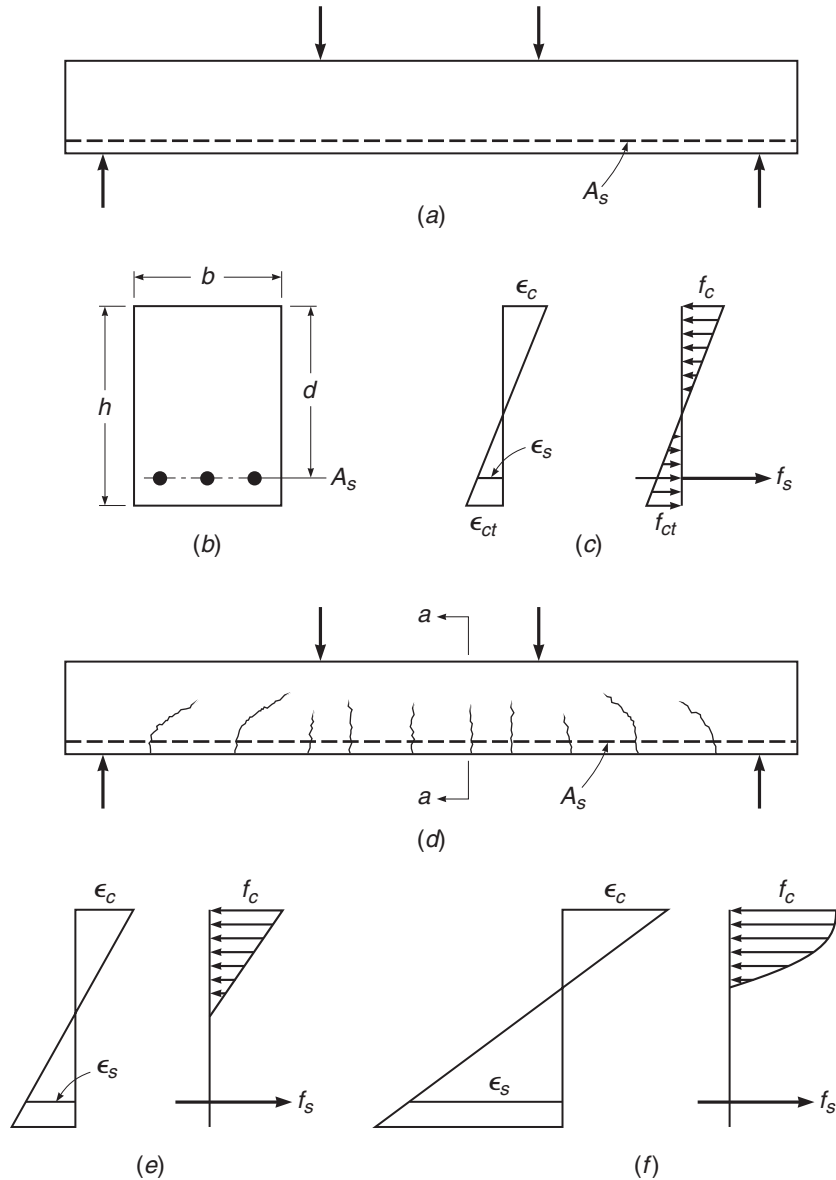 A_s
(a)
b
h
d
A_s
(b)
ϵ_c
ϵ_s
ϵ_ct
f_c
f_s
f_ct
(c)
a
a
A_s
(d)
ϵ_c
ϵ_s
f_c
f_s
(e)
ϵ_c
ϵ_s
f_c
f_s
(f)